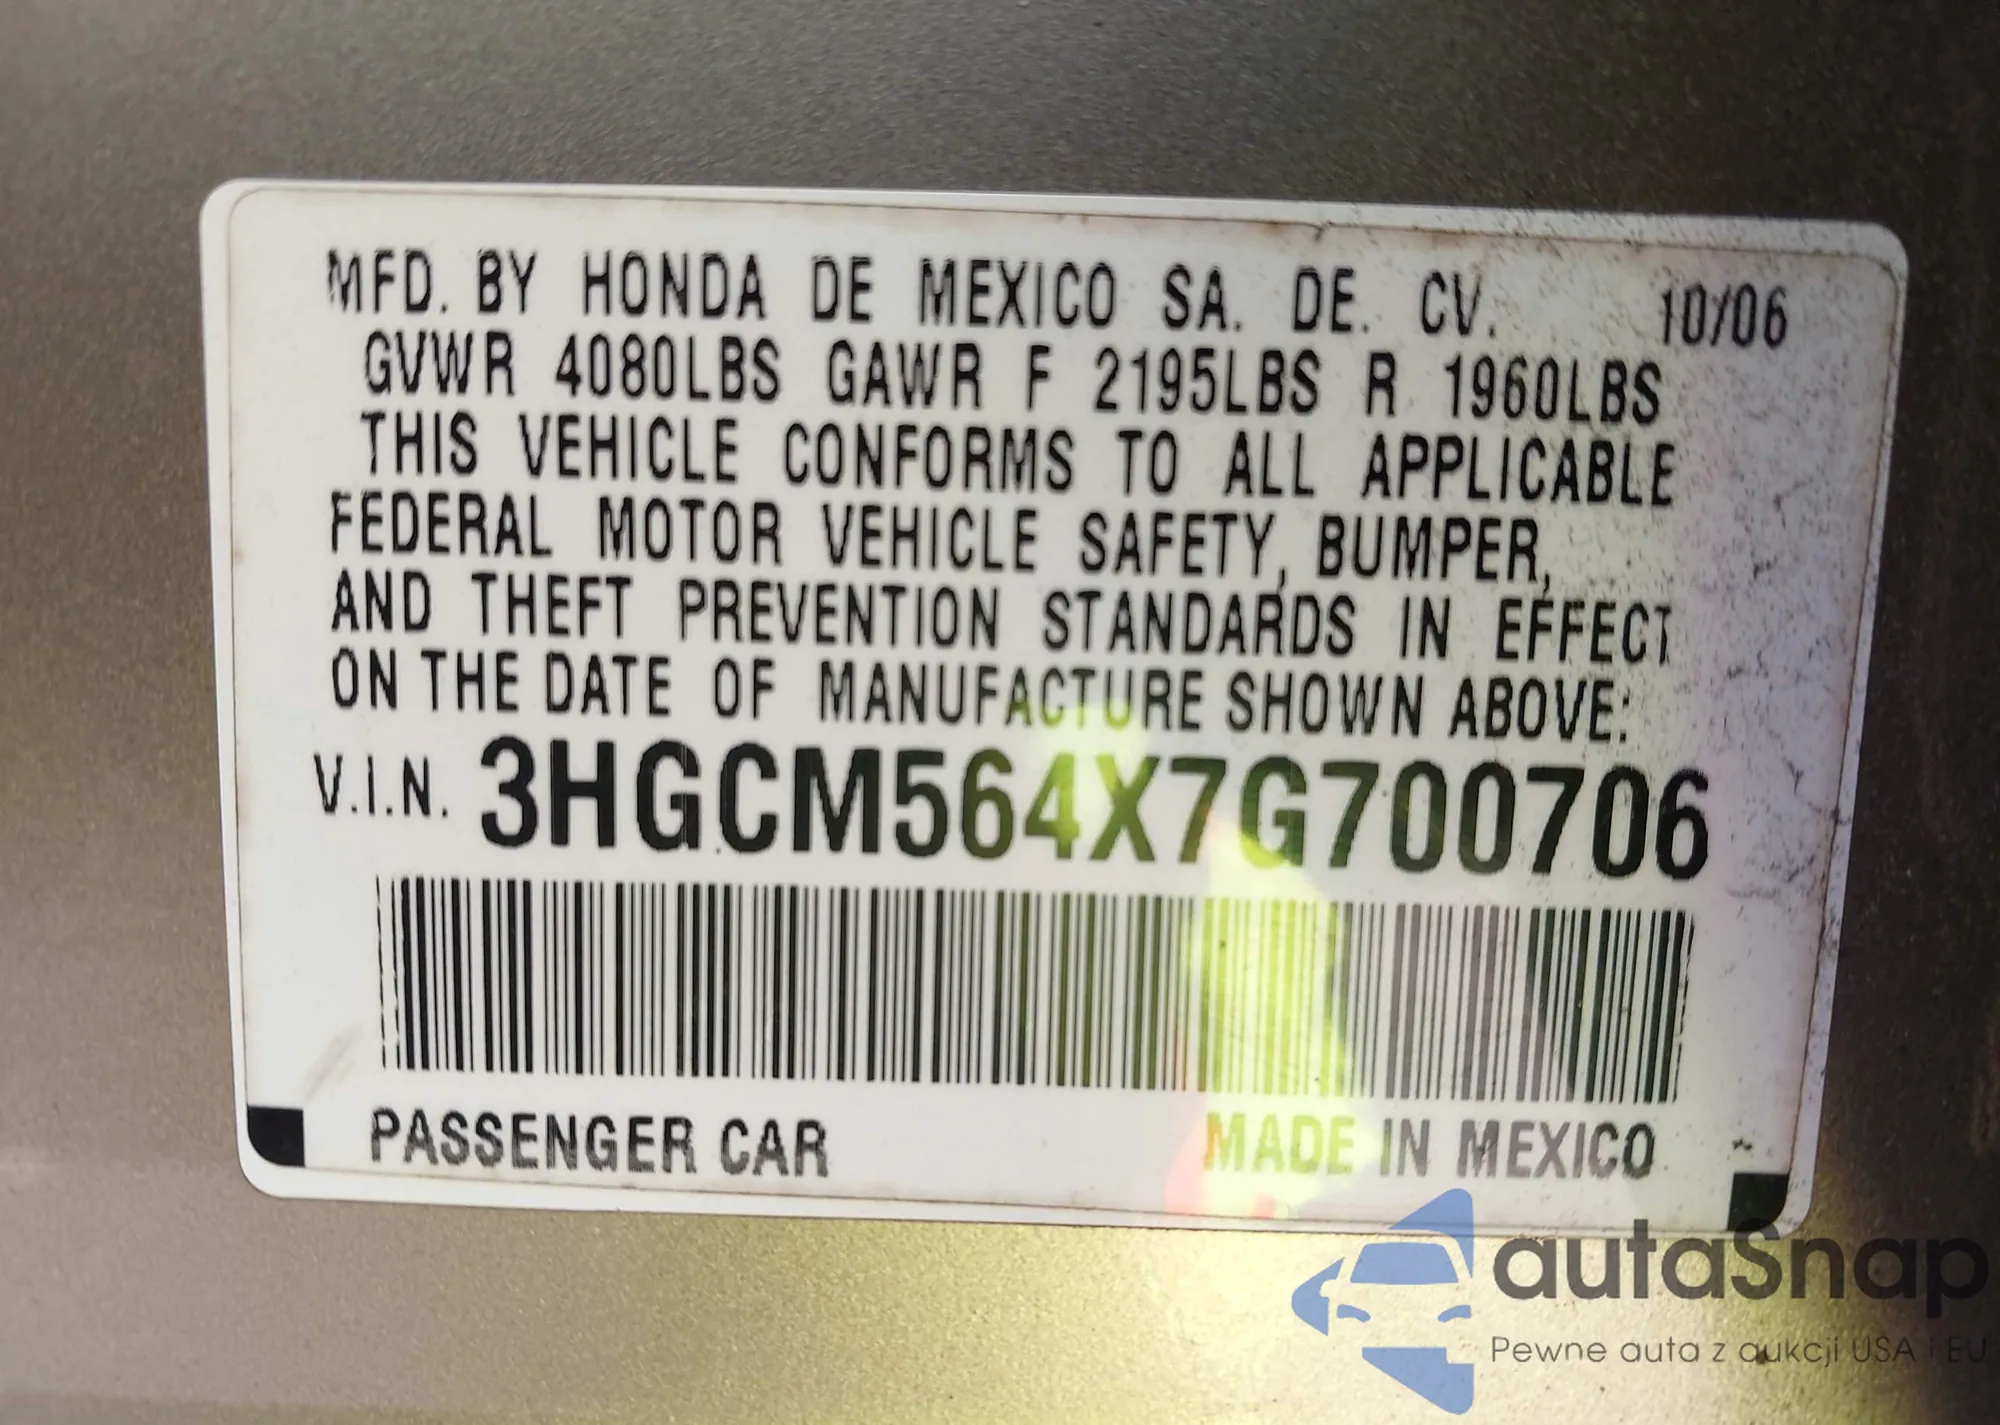 MFD. BY HONDA DE MEXICO SA. DE. CV. 10/06
GVWR 4080LBS GAWR F 2195LBS R 1960LBS
THIS VEHICLE CONFORMS TO ALL APPLICABLE
FEDERAL MOTOR VEHICLE SAFETY, BUMPER,
AND THEFT PREVENTION STANDARDS IN EFFECT
ON THE DATE OF MANUFACTURE SHOWN ABOVE:
V.I.N. 3HGCM564X7G700706
PASSENGER CAR MADE IN MEXICO
autaSnap
Pewne auta z aukcji USA i EU